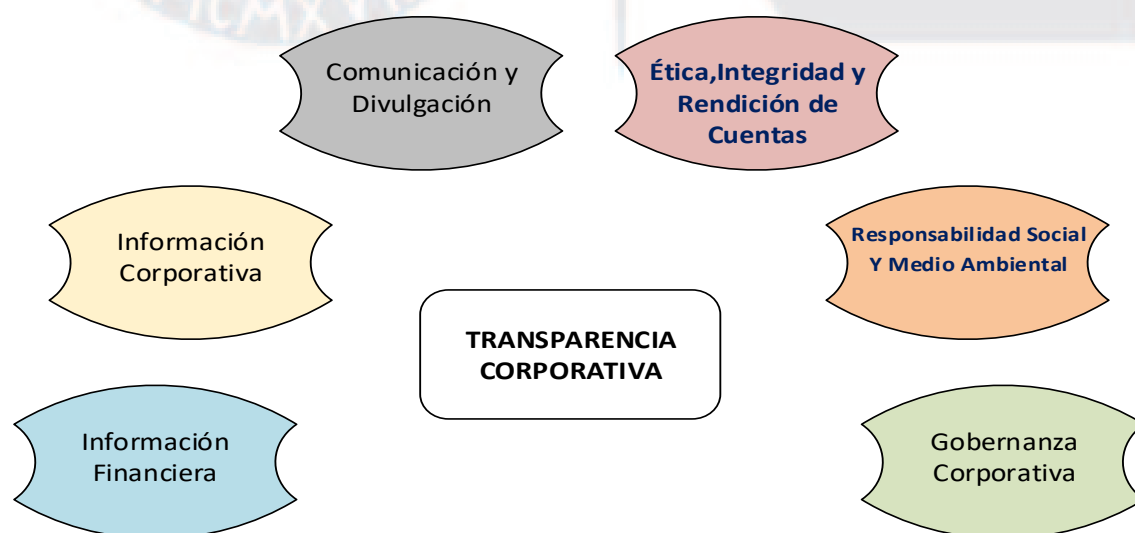 Comunicación y
Divulgación
Ética,Integridad y
Rendición de
Cuentas
Información
Corporativa
Responsabilidad Social
Y Medio Ambiental
TRANSPARENCIA
CORPORATIVA
Información
Financiera
Gobernanza
Corporativa